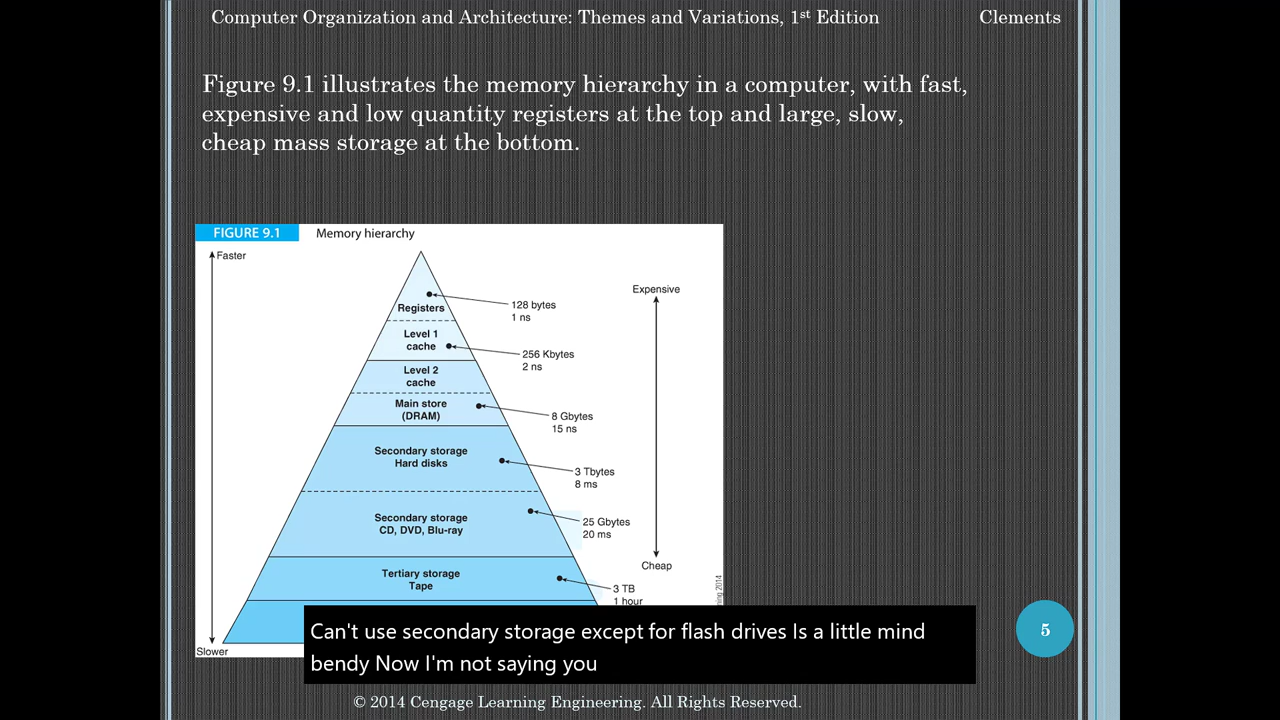 Computer Organization and Architecture: Themes and Variations, 1st Edition Clements
Figure 9.1 illustrates the memory hierarchy in a computer, with fast,
expensive and low quantity registers at the top and large, slow,
cheap mass storage at the bottom.
FIGURE 9.1 Memory hierarchy
Faster
Expensive
Registers
128 bytes
1 ns
Level 1
cache
256 Kbytes
2 ns
Level 2
cache
Main store
(DRAM)
8 Gbytes
15 ns
Secondary storage
Hard disks
3 Tbytes
8 ms
Secondary storage
CD, DVD, Blu-ray
25 Gbytes
20 ms
Cheap
Tertiary storage
Tape
3 TB
1 hour
2014
Slower
Can't use secondary storage except for flash drives Is a little mind
bendy Now I'm not saying you
5
© 2014 Cengage Learning Engineering. All Rights Reserved.